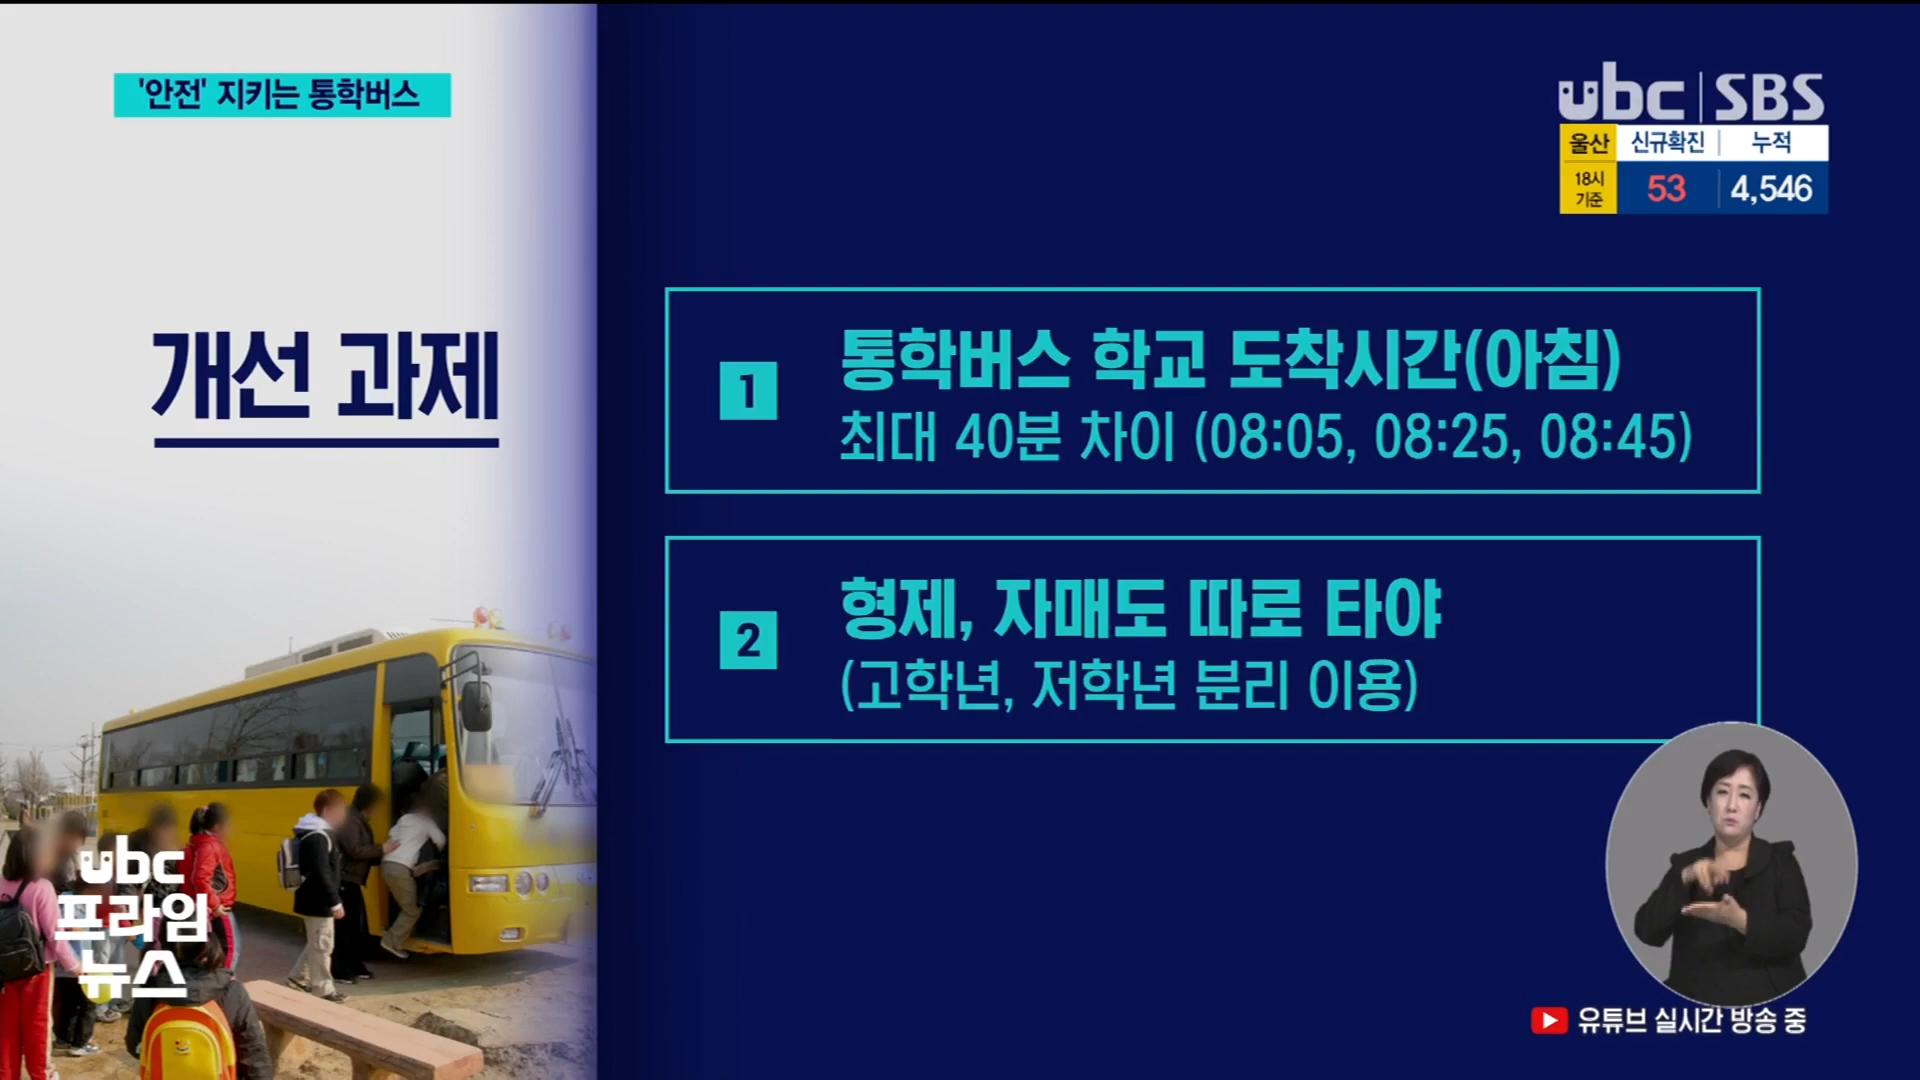 '안전' 지키는 통학버스
ubc SBS
울산 신규확진 누적
18시 기준 53 4,546
개선 과제
1
통학버스 학교 도착시간(아침)
최대 40분 차이 (08:05, 08:25, 08:45)
2
형제, 자매도 따로 타야
(고학년, 저학년 분리 이용)
ubc
프라임
뉴스
유튜브 실시간 방송 중